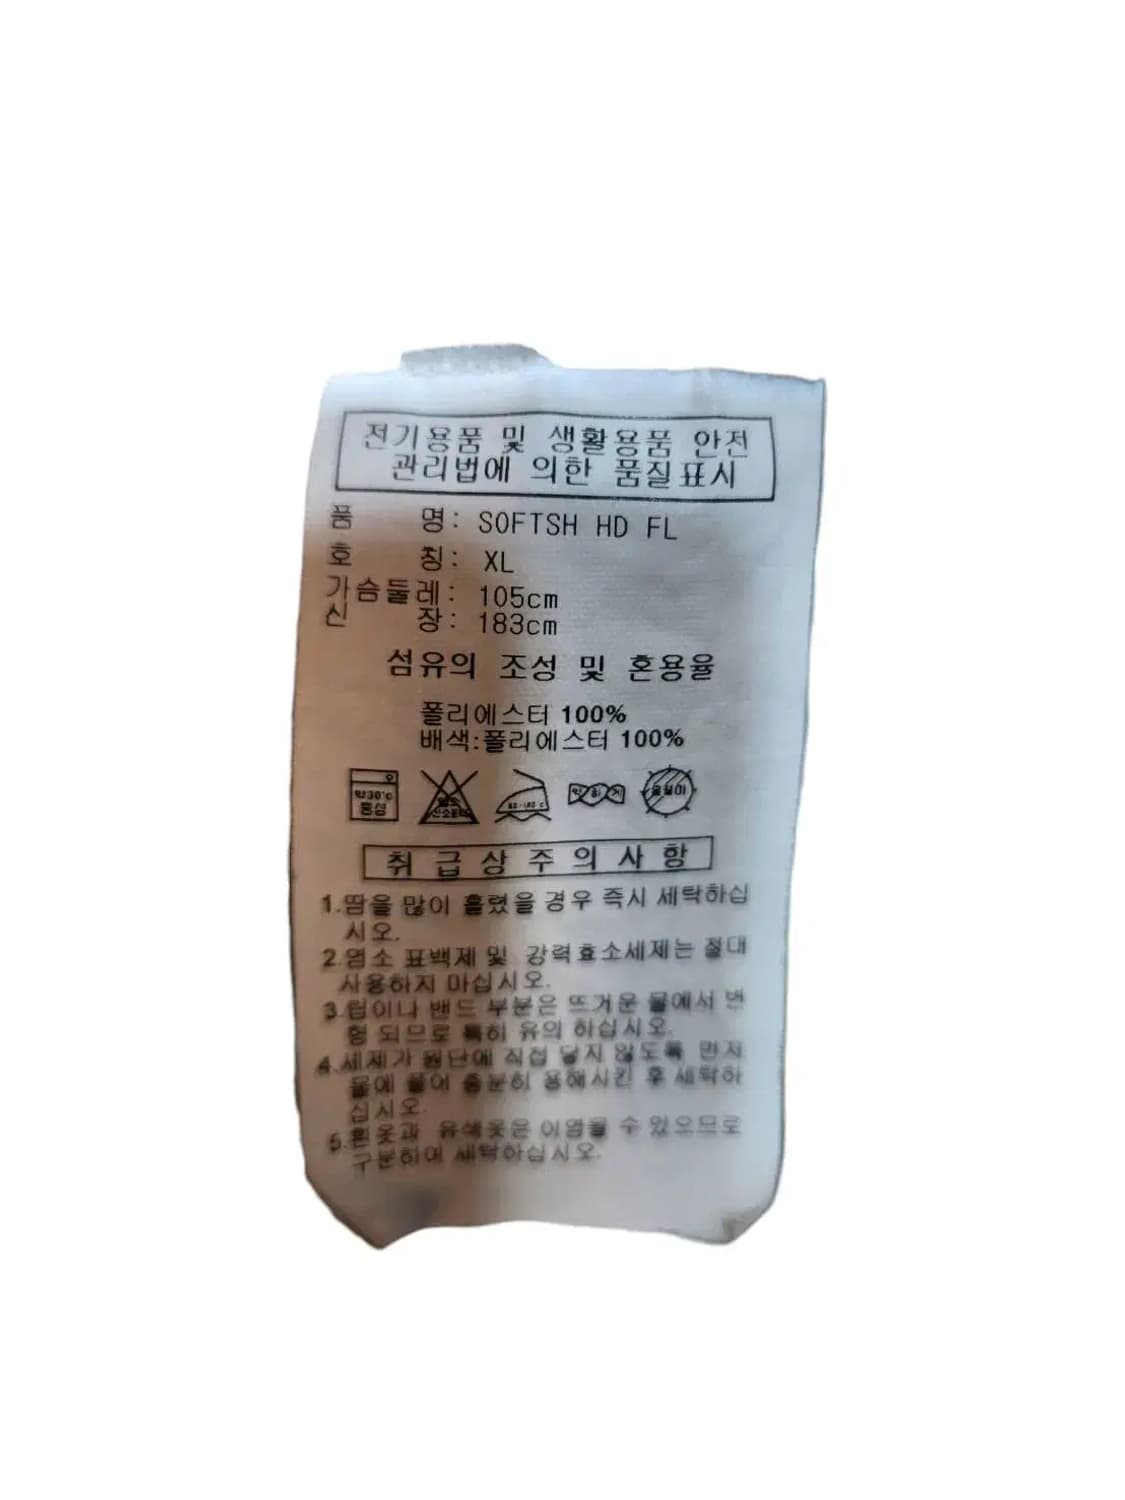 전기용품 및 생활용품 안전
관리법에 의한 품질표시
품 명: SOFTSH HD FL
호 칭: XL
가슴둘레: 105cm
신 장: 183cm
섬유의 조성 및 혼용율
폴리에스터 100%
배색:폴리에스터 100%
약30℃
중성
약하게
취급상주의사항
1.땀을 많이 흘렸을 경우 즉시 세탁하십
시오.
2.염소 표백제 및 강력효소세제는 절대
사용하지 마십시오.
3.립이나 밴드 부분은 뜨거운 물에서 변
형 되므로 특히 유의 하십시오.
4.세제가 원단에 직접 닿지 않도록 먼저
물에 풀어 충분히 용해시킨 후 세탁하
십시오.
5.흰옷과 유색옷은 이염될 수 있으므로
구분하여 세탁하십시오.